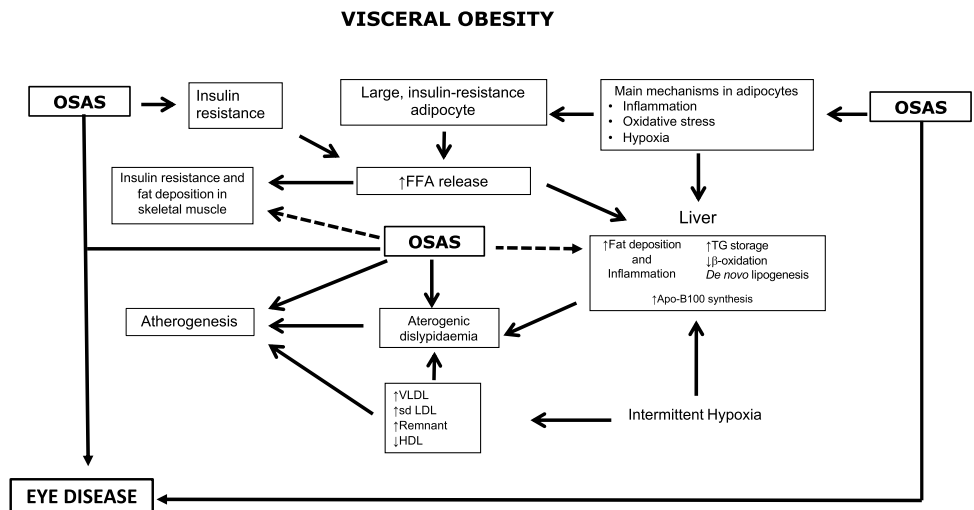 VISCERAL OBESITY
OSAS
Insulin
resistance
Large, insulin-resistance
adipocyte
Main mechanisms in adipocytes
• Inflammation
• Oxidative stress
• Hypoxia
OSAS
Insulin resistance and
fat deposition in
skeletal muscle
↑FFA release
Liver
OSAS
↑Fat deposition
and
Inflammation
↑TG storage
↓β-oxidation
De novo lipogenesis
↑Apo-B100 synthesis
Atherogenesis
Aterogenic
dislypidaemia
↑VLDL
↑sd LDL
↑Remnant
↓HDL
Intermittent Hypoxia
EYE DISEASE